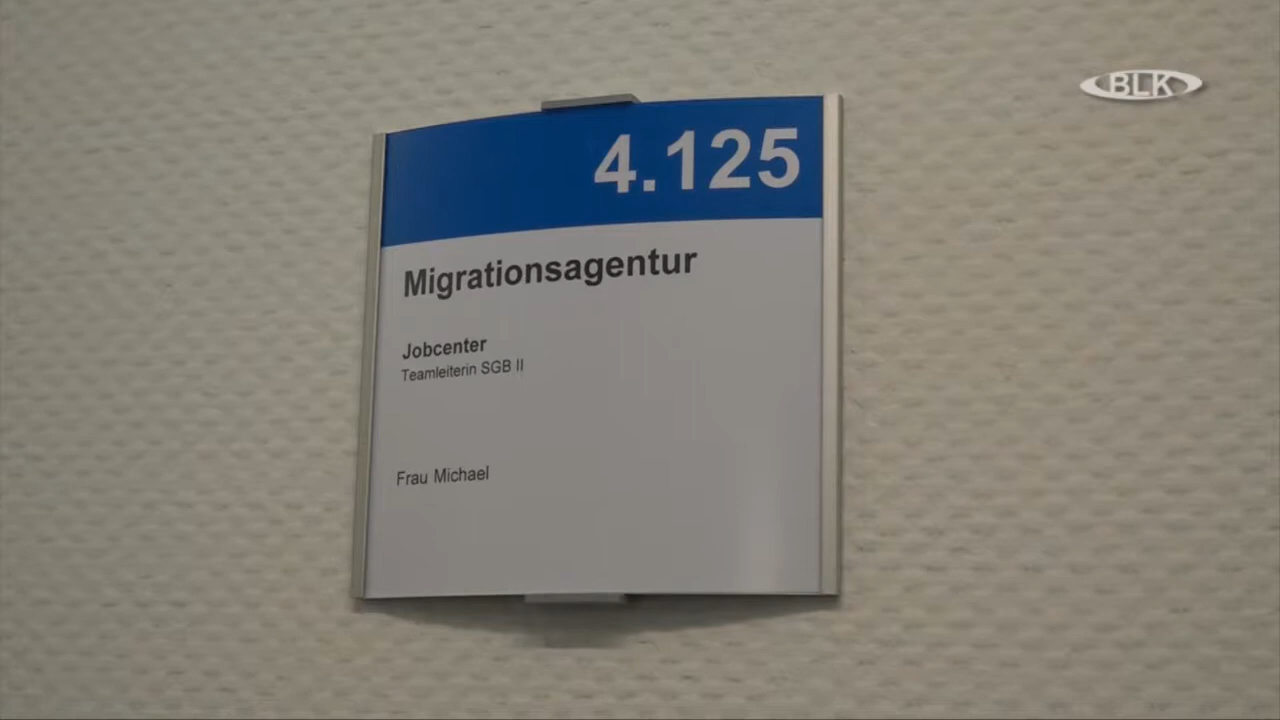 BLK
4.125
Migrationsagentur
Jobcenter
Teamleiterin SGB II
Frau Michael